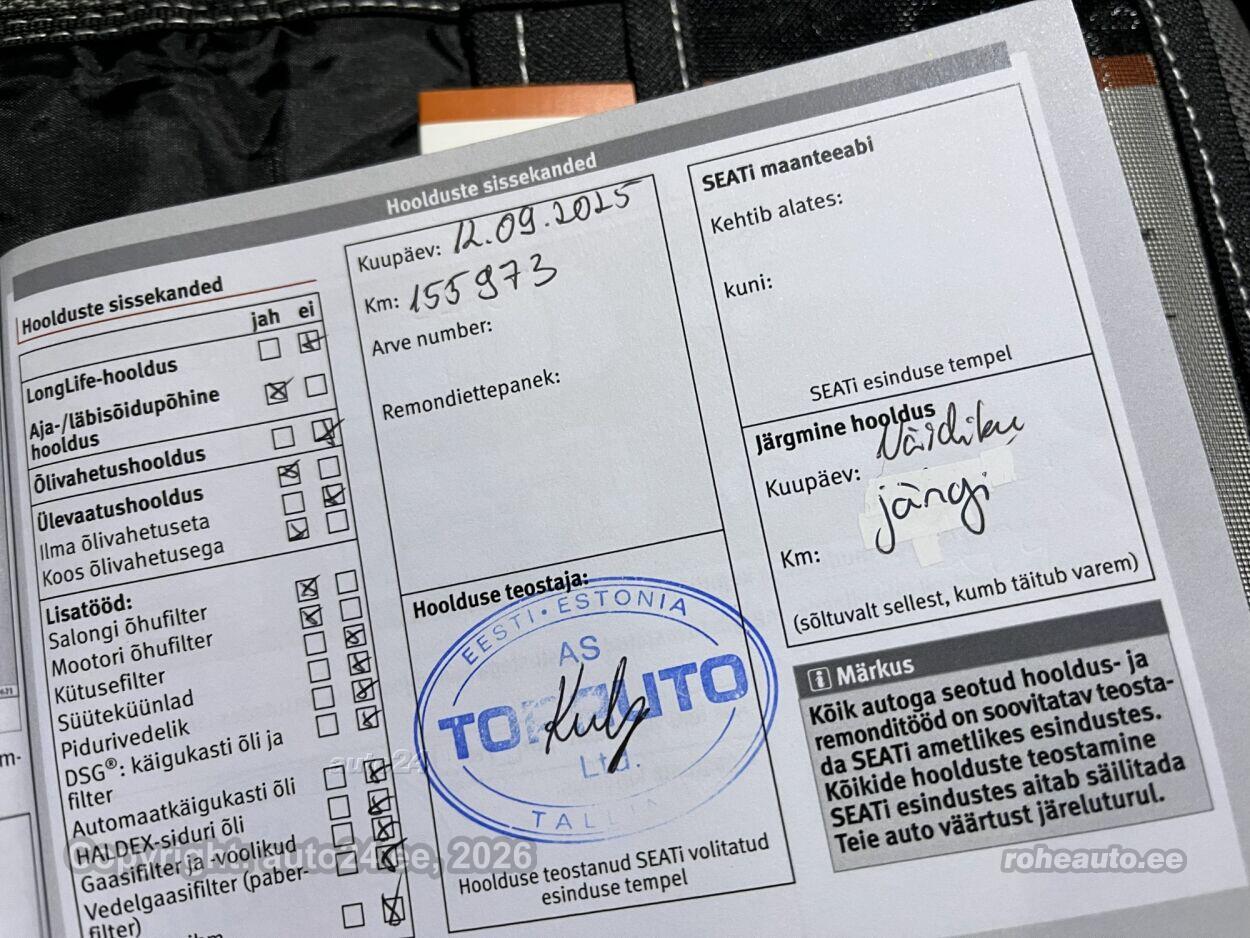 Hoolduste sissekanded
Hoolduste sissekanded
jah ei
LongLife-hooldus
Aja-/läbisõidupõhine
hooldus
Õlivahetushooldus
Ülevaatushooldus
Ilma õlivahetuseta
Koos õlivahetusega
Lisatööd:
Salongi õhufilter
Mootori õhufilter
Kütusefilter
Süüteküünlad
Pidurivedelik
DSG®: käigukasti õli ja
filter
Automaatkäigukasti õli
HALDEX-siduri õli
Gaasifilter ja -voolikud
Vedelgaasifilter (paber-
filter)
Kuupäev: 12.09.2025
Km: 155973
Arve number:
Remondiettepanek:
Hoolduse teostaja:
EESTI • ESTONIA
AS
Ltd.
Hoolduse teostanud SEATi volitatud
esinduse tempel
SEATi maanteeabi
Kehtib alates:
kuni:
SEATi esinduse tempel
Järgmine hooldus
Kuupäev: Näidiku
järgi
Km:
(sõltuvalt sellest, kumb täitub varem)
i Märkus
Kõik autoga seotud hooldus- ja
remonditööd on soovitatav teosta-
da SEATi ametlikes esindustes.
Kõikide hoolduste teostamine
SEATi esindustes aitab säilitada
Teie auto väärtust järeluturul.
auto24
Copyright: auto24.ee, 2026
roheauto.ee